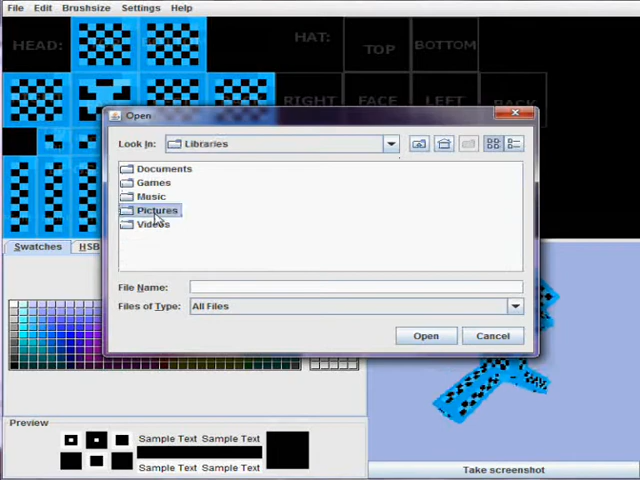 File Edit Brushsize Settings Help
HEAD:
HAT:
TOP
BOTTOM
RIGHT
FACE
LEFT
BACK
Open
Look In: Libraries
Documents
Games
Music
Pictures
Videos
File Name:
Files of Type: All Files
Open
Cancel
Swatches
HSB
Preview
Sample Text Sample Text
Sample Text Sample Text
Take screenshot